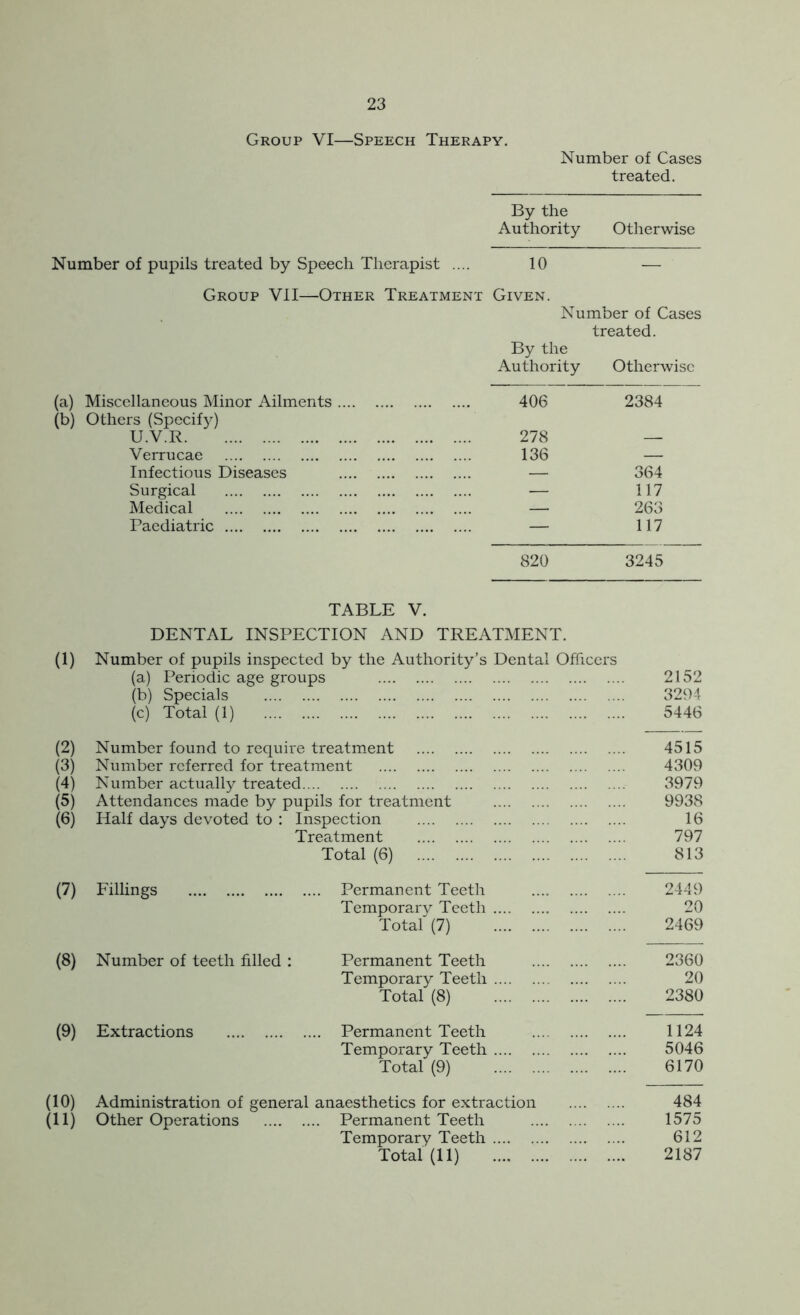 23
Group VI—Speech Therapy.
Number of Cases
treated.
By the
Authority Otherwise
Number of pupils treated by Speech Therapist .... 10 —
Group VII—Other Treatment Given.
Number of Cases
treated.
By the
Authority Otherwise
(a) Miscellaneous Minor Ailments .... .... .... .... 406 2384
(b) Others (Specify)
U.V.R. .... .... .... .... .... .... .... 278 —
Verrucae .... .... .... .... .... .... .... 136 —
Infectious Diseases .... .... .... .... — 364
Surgical .... .... .... .... .... .... .... — 117
Medical .... .... .... .... .... .... .... — 263
Paediatric .... .... .... .... .... .... .... — 117
820 3245
TABLE V.
DENTAL INSPECTION AND TREATMENT.
(1) Number of pupils inspected by the Authority's Dental Officers
(a) Periodic age groups .... .... .... .... .... .... .... 2152
(b) Specials .... .... .... .... .... .... .... .... .... .... 3294
(c) Total (1) .... .... .... .... .... .... .... .... .... .... 5446
(2) Number found to require treatment .... .... .... .... .... .... 4515
(3) Number referred for treatment .... .... .... .... .... .... .... 4309
(4) Number actually treated.... .... .... .... .... .... .... .... .... 3979
(5) Attendances made by pupils for treatment .... .... .... .... 9938
(6) Half days devoted to : Inspection .... .... .... .... .... .... 16
Treatment .... .... .... .... .... .... 797
Total (6) .... .... .... .... .... .... 813
(7) Fillings .... .... .... .... Permanent Teeth .... .... .... 2449
Temporary Teeth .... .... .... .... 20
Total (7) .... .... .... .... 2469
(8) Number of teeth filled : Permanent Teeth .... .... .... 2360
Temporary Teeth .... .... .... .... 20
Total (8) .... .... .... .... 2380
(9) Extractions .... .... .... Permanent Teeth .... .... .... 1124
Temporary Teeth .... .... .... .... 5046
Total (9) .... .... .... .... 6170
(10) Administration of general anaesthetics for extraction .... .... 484
(11) Other Operations .... .... Permanent Teeth .... .... .... 1575
Temporary Teeth .... .... .... .... 612
Total (11) .... .... .... .... 2187